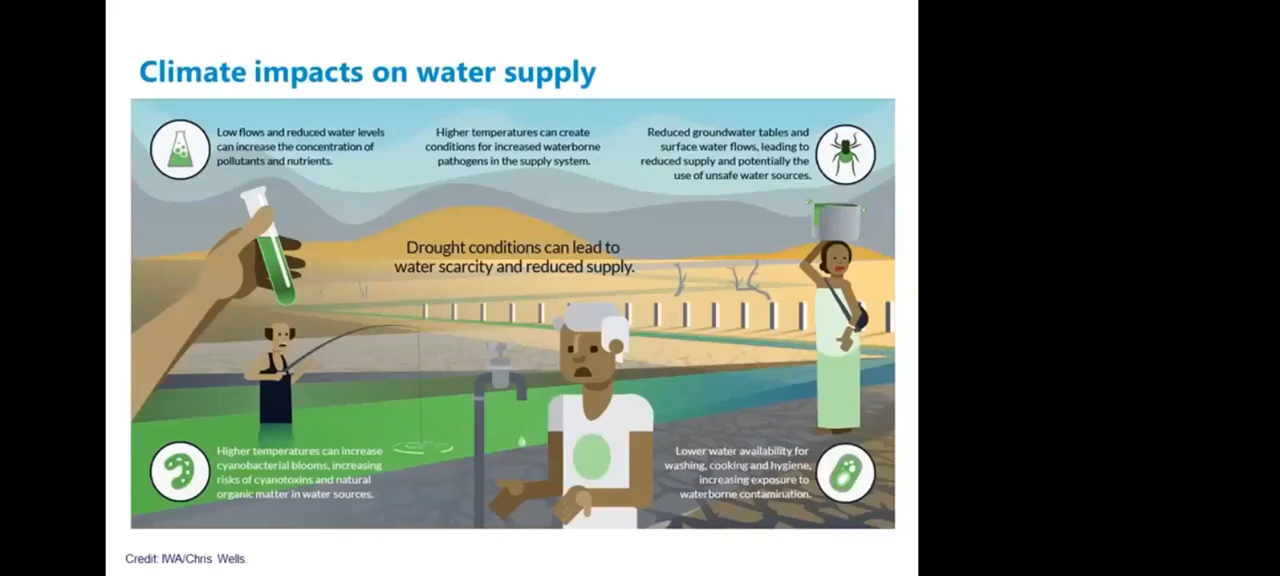 Climate impacts on water supply
Low flows and reduced water levels
can increase the concentration of
pollutants and nutrients.
Higher temperatures can create
conditions for increased waterborne
pathogens in the supply system.
Reduced groundwater tables and
surface water flows, leading to
reduced supply and potentially the
use of unsafe water sources.
Drought conditions can lead to
water scarcity and reduced supply.
Higher temperatures can increase
cyanobacterial blooms, increasing
risks of cyanotoxins and natural
organic matter in water sources.
Lower water availability for
washing, cooking and hygiene,
increasing exposure to
waterborne contamination.
Credit: IWA/Chris Wells.